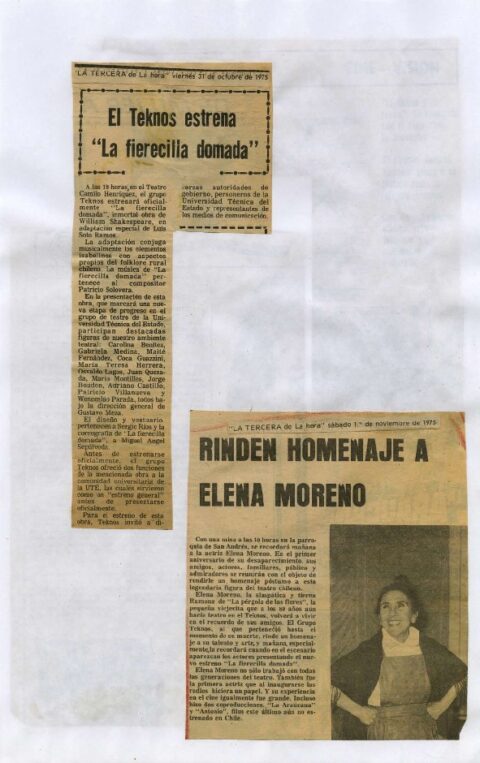 "LA TERCERA de La hora" viernes 31 de octubre de 1975
El Teknos estrena
"La fierecilla domada"
A las 19 horas, en el Teatro
Camilo Henríquez, el grupo
Teknos estrenará oficial-
mente "La fierecilla
domada", inmortal obra de
William Shakespeare, en
adaptación especial de Luis
Soto Ramos.
La adaptación conjuga
musicalmente los elementos
isabelinos con aspectos
propios del folklore rural
chileno. La música de "La
fierecilla domada" per-
tenece al compositor
Patricio Solovera.
En la presentación de esta
obra, que marcará una nue-
va etapa de progreso en el
grupo de teatro de la Uni-
versidad Técnica del Estado,
participan destacadas
figuras de nuestro ambiente
teatral: Carolina Benítez,
Gabriela Medina, Maité
Fernández, Coca Guazzini,
María Teresa Herrera,
Osvaldo Lagos, Juan Quesa-
da, Mario Montilles, Jorge
Boudon, Adriano Castillo,
Patricio Villanueva y
Wenceslao Parada, todos ba-
jo la dirección general de
Gustavo Meza.
El diseño y vestuario
pertenecen a Sergio
coreografía de "La fierecilla
domada", a Miguel Angel
Sepúlveda.
Antes de estrenarse
oficialmente, el grupo
Teknos ofreció dos funciones
de la mencionada obra a la
comunidad universitaria de
la UTE, las cuales sirvieron
como un "estreno general"
antes de presentarse
oficialmente.
Para el estreno de esta
obra, Teknos invitó a di-
versas autoridades de
gobierno, personeros de la
Universidad Técnica del
Estado y representantes de
los medios de comunicación.
"LA TERCERA de La hora" sábado 1° de noviembre de 1975
RINDEN HOMENAJE A
ELENA MORENO
Con una misa a las 10 horas en la parro-
quia de San Andrés, se recordará mañana
a la actriz Elena Moreno. En el primer
aniversario de su desaparecimiento, sus
amigos, actores, familiares, público y
admiradores se reunirán con el objeto de
rendirle un homenaje póstumo a esta
legendaria figura del teatro chileno.
Elena Moreno, la simpática y tierna
Ramona de "La pérgola de las flores", la
pequeña viejecita que a los 80 años aun
hacía teatro en el Teknos, volverá a vivir
en el recuerdo de sus amigos. El Grupo
Teknos, al que perteneció hasta el
momento de su muerte, rinde un homena-
je a su talento y arte, y mañana, especial-
mente, la recordará cuando en el escenario
aparezcan los actores presentando el nue-
vo estreno "La fierecilla domada".
Elena Moreno no sólo trabajó con todas
las generaciones del teatro. También fue
la primera actriz que al inaugurarse las
radios hiciera un papel. Y su experiencia
en el cine igualmente fue grande. Incluso
hizo dos coproducciones, "La Araucana"
y "Antonio", film este último aún no es-
trenado en Chile.